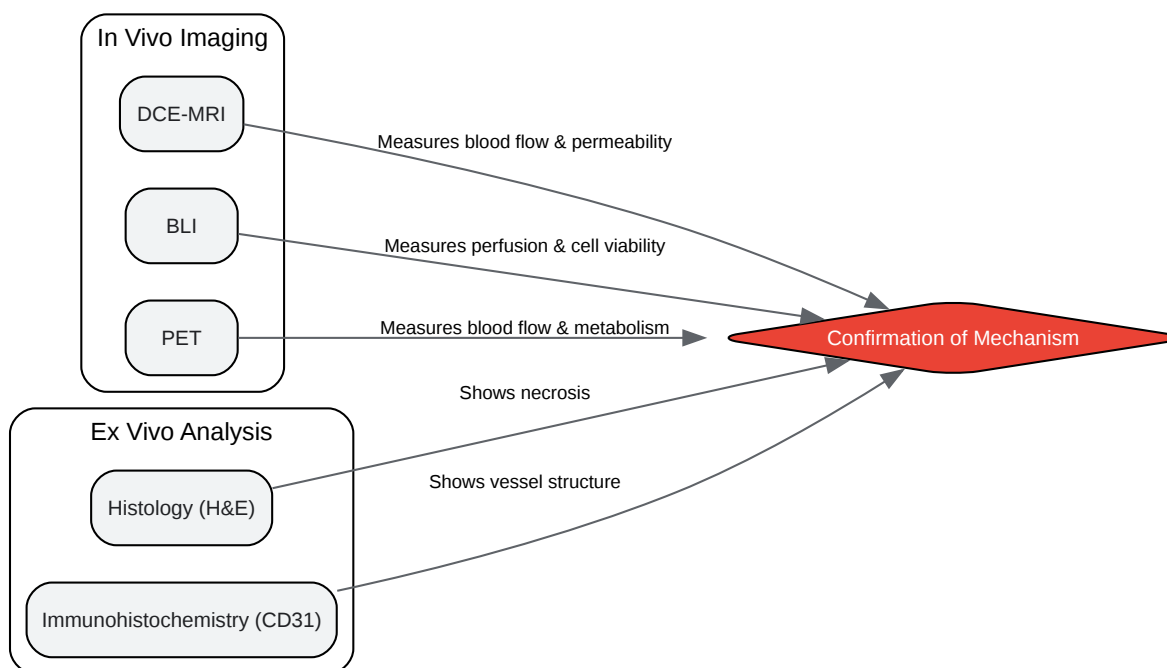 In Vivo Imaging
DCE-MRI
Measures blood flow & permeability
BLI
Measures perfusion & cell viability
PET
Measures blood flow & metabolism
Confirmation of Mechanism
Shows necrosis
Ex Vivo Analysis
Histology (H&E)
Shows vessel structure
Immunohistochemistry (CD31)